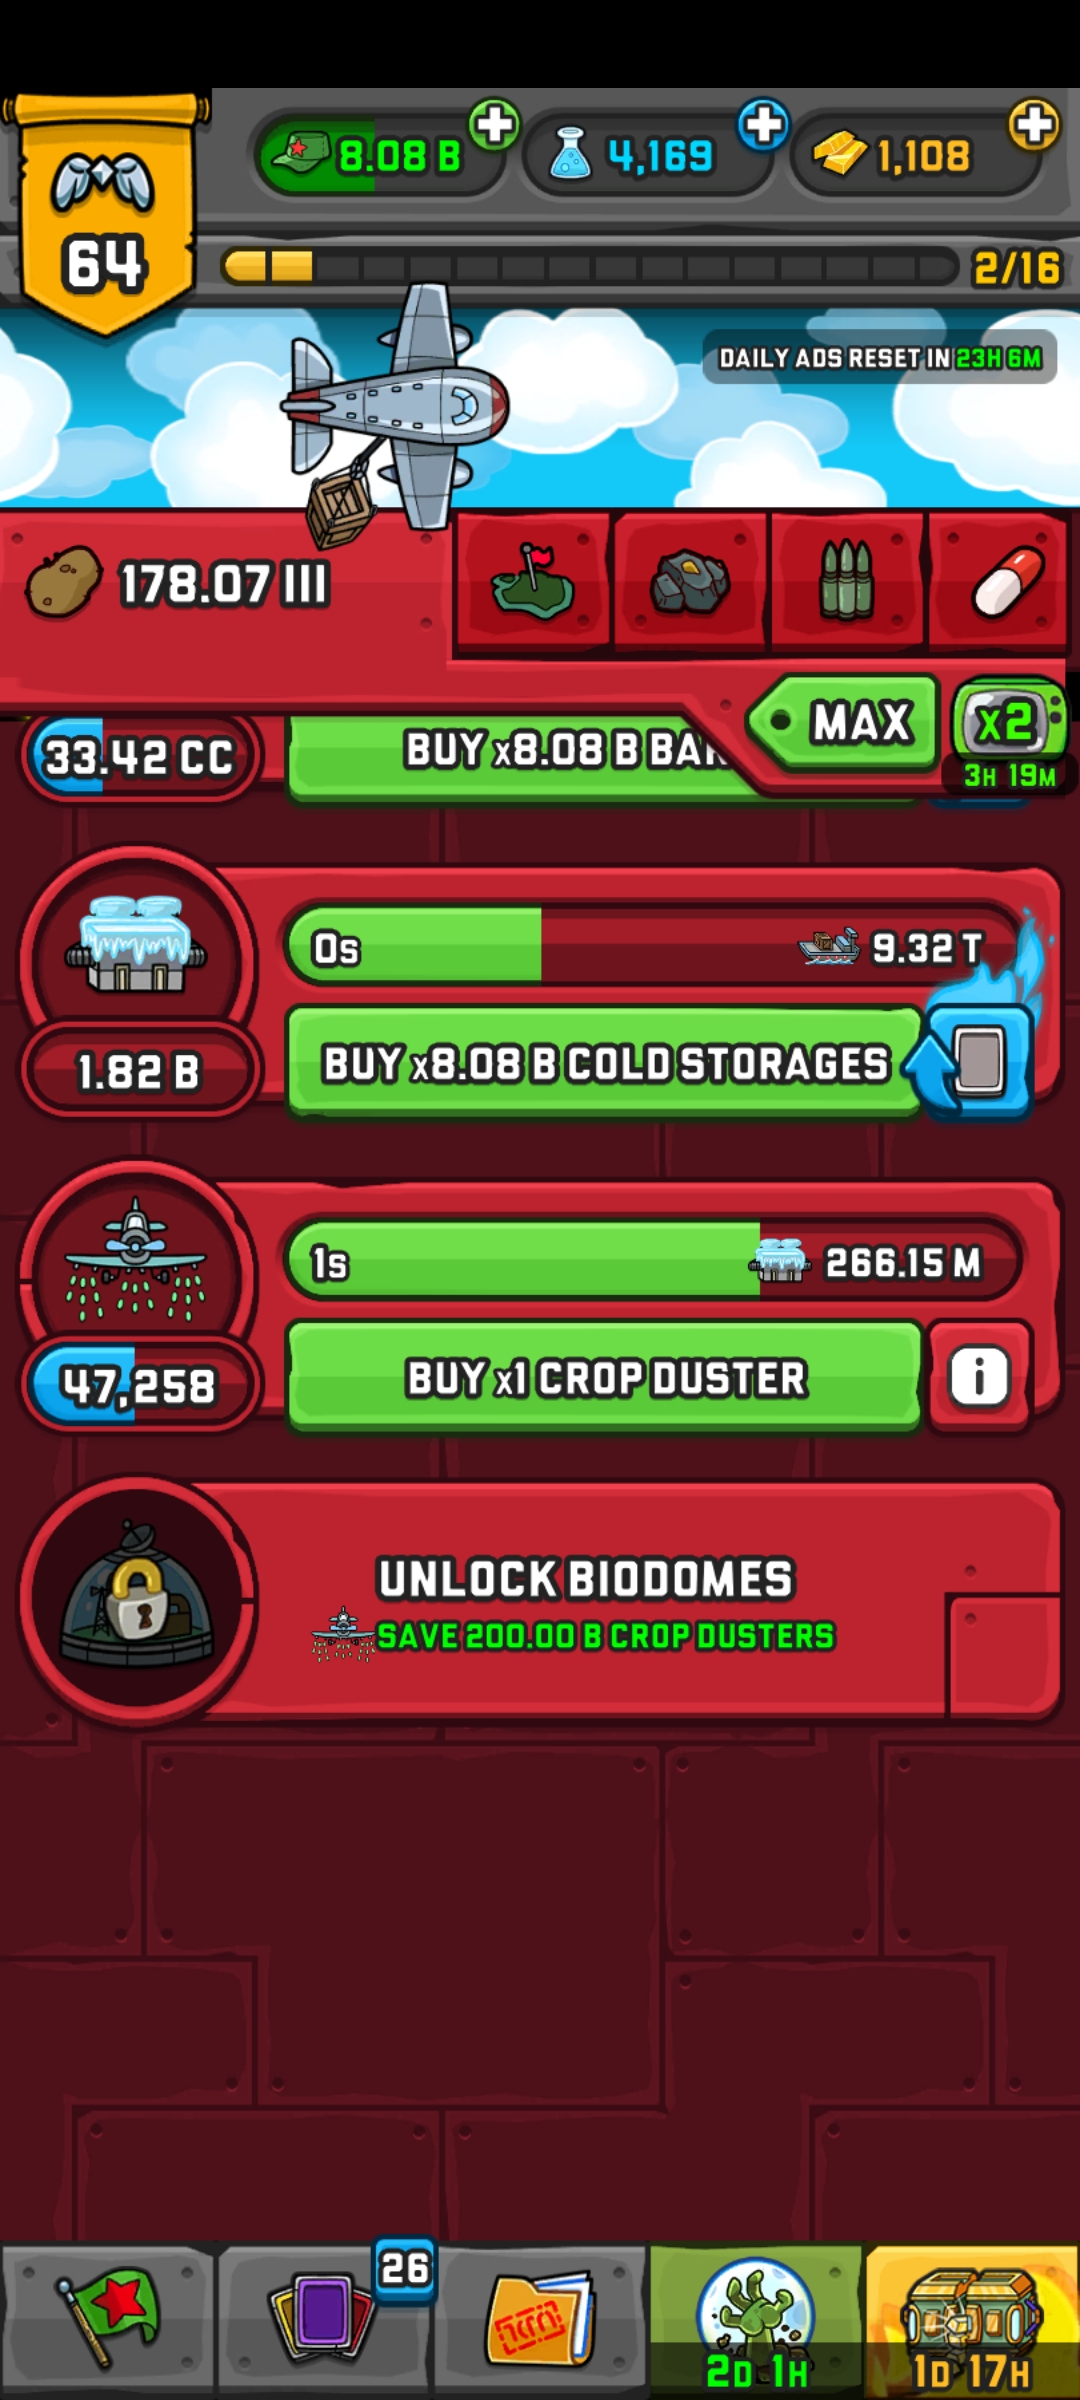 8.08 B
4,169
1,108
64
2/16
DAILY ADS RESET IN 23H 6M
178.07 III
MAX
X2
3H 19M
33.42 CC
BUY x8.08 B
0s
9.32 T
1.82 B
BUY x8.08 B COLD STORAGES
1s
266.15 M
47,258
BUY x1 CROP DUSTER
i
UNLOCK BIODOMES
SAVE 200.00 B CROP DUSTERS
26
2D 1H
1D 17H